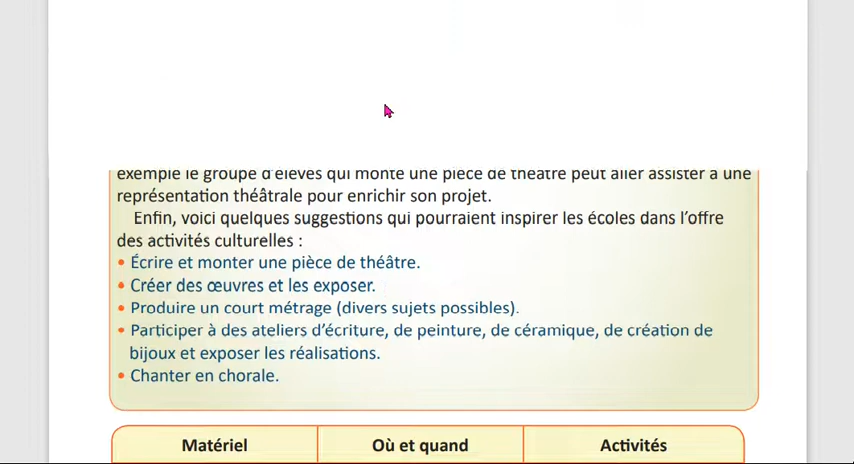 exemple le groupe d'élèves qui monte une pièce de théâtre peut aller assister à une
représentation théâtrale pour enrichir son projet.
Enfin, voici quelques suggestions qui pourraient inspirer les écoles dans l'offre
des activités culturelles :
• Écrire et monter une pièce de théâtre.
• Créer des œuvres et les exposer.
• Produire un court métrage (divers sujets possibles).
• Participer à des ateliers d'écriture, de peinture, de céramique, de création de
bijoux et exposer les réalisations.
• Chanter en chorale.
Matériel Où et quand Activités